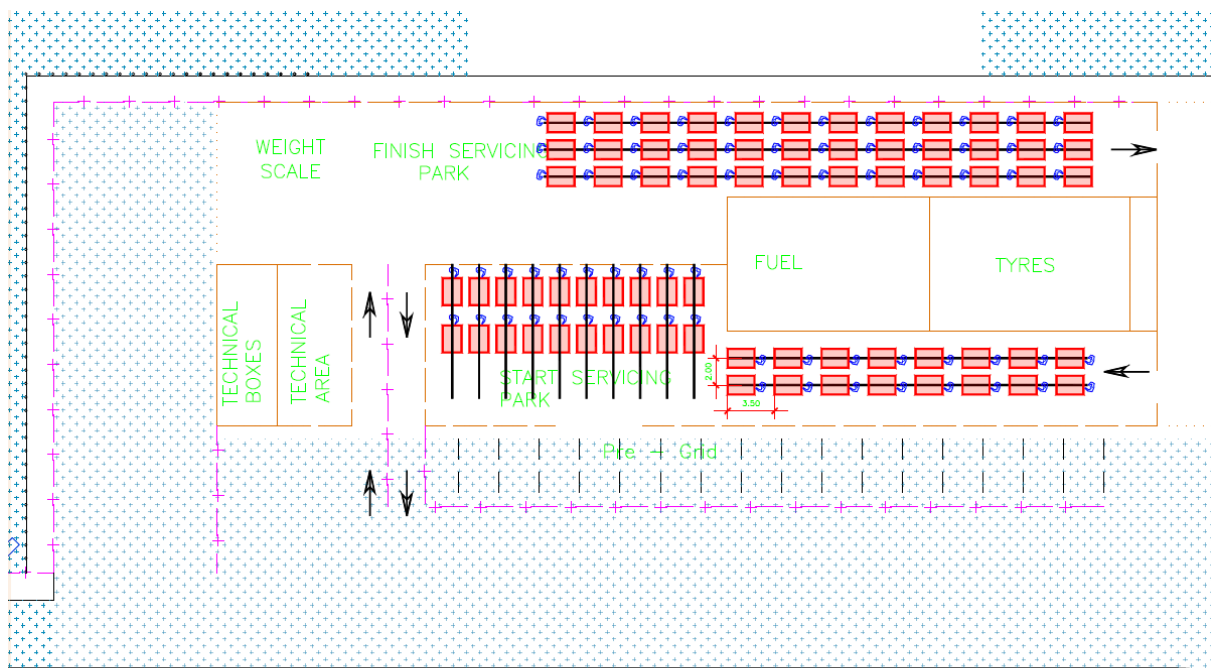 WEIGHT
SCALE
FINISH SERVICING
PARK
FUEL
TYRES
TECHNICAL
BOXES
TECHNICAL
AREA
START SERVICING
PARK
2.00
3.50
Pre - Grid